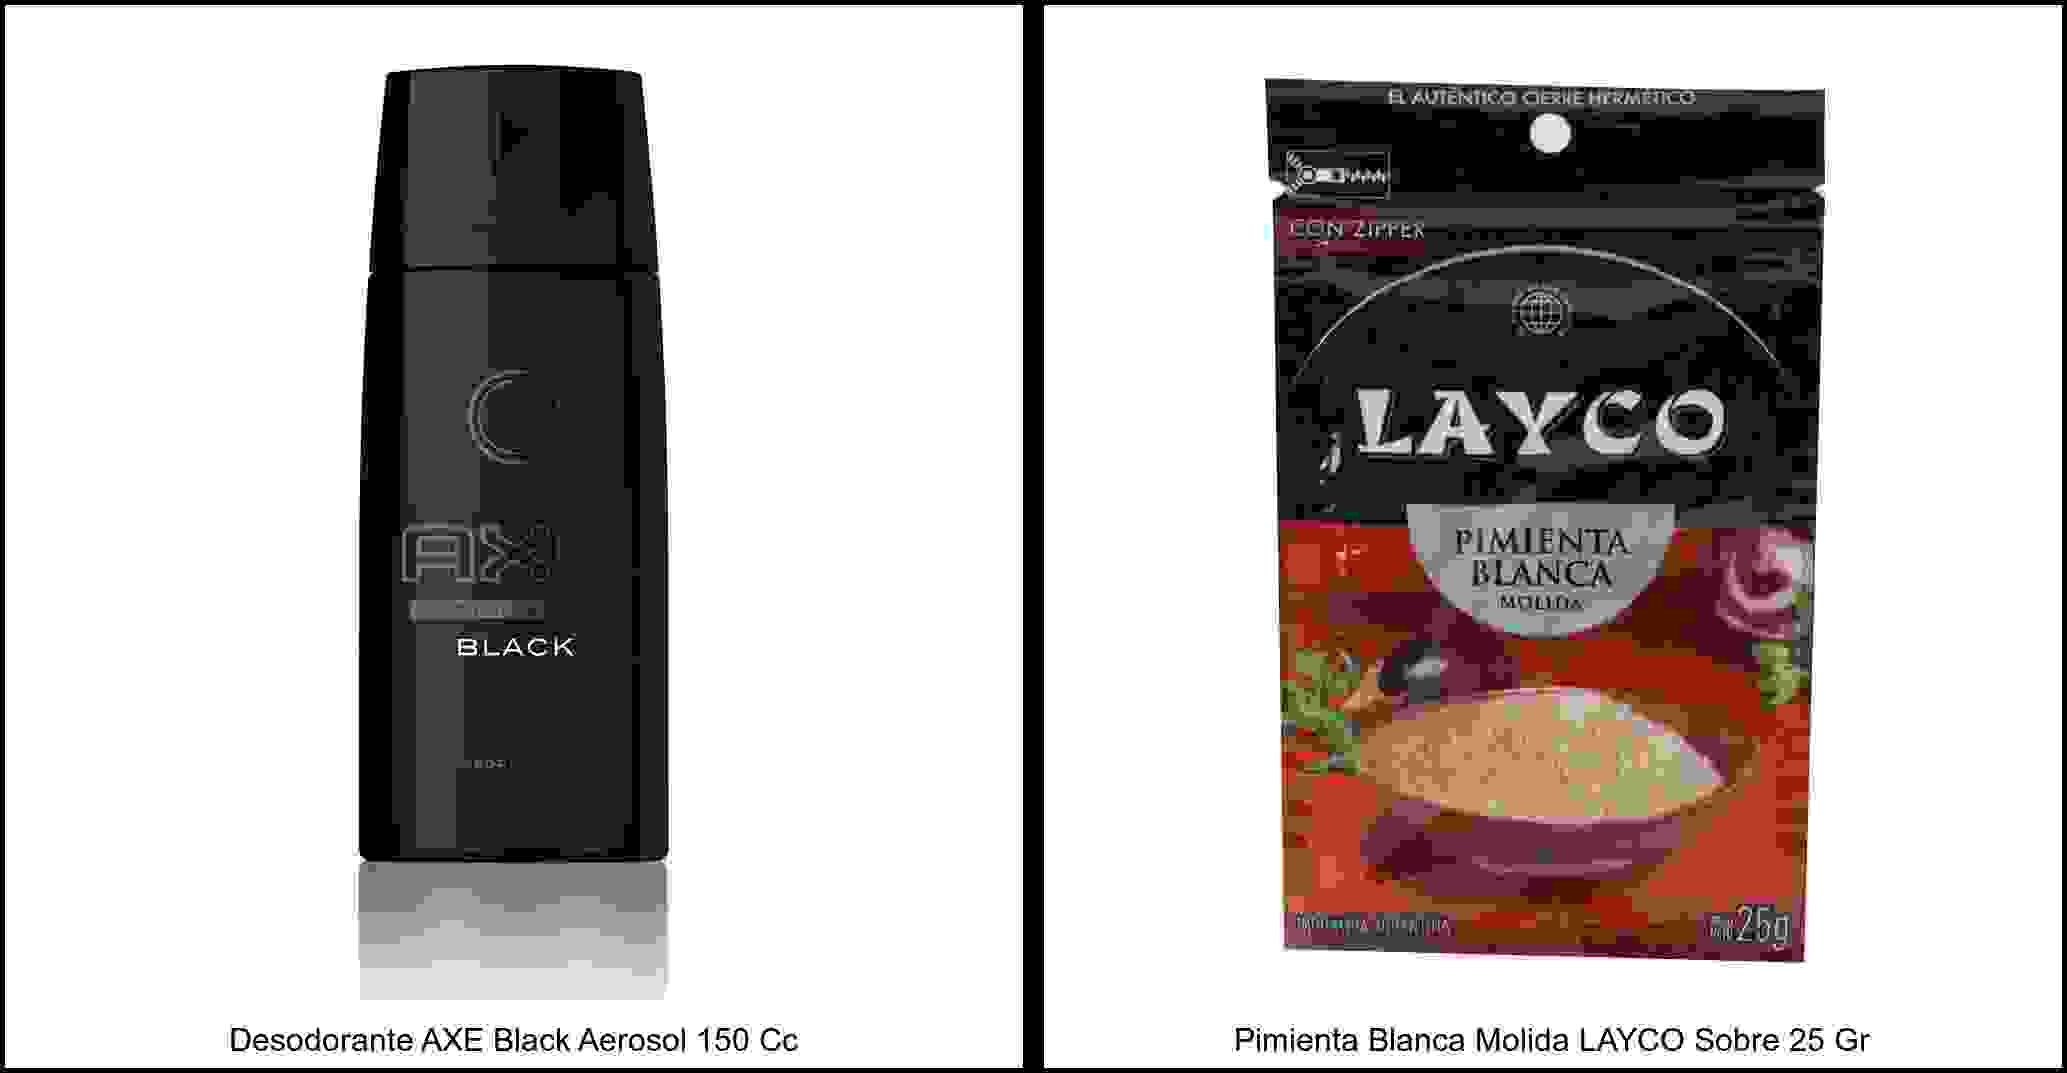 AX
BLACK
Desodorante AXE Black Aerosol 150 Cc
EL AUTÉNTICO CIERRE HERMÉTICO
CON ZIPPER
LAYCO
PIMIENTA
BLANCA
MOLIDA
25g
Pimienta Blanca Molida LAYCO Sobre 25 Gr